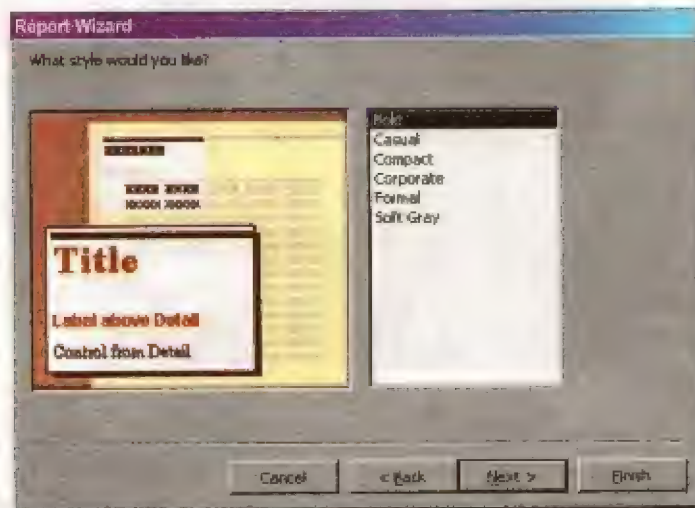 Report Wizard
What style would you like?
Title
Label above Detail
Control from Detail
Bold
Casual
Compact
Corporate
Formal
Soft Gray
Cancel
< Back
Next >
Finish